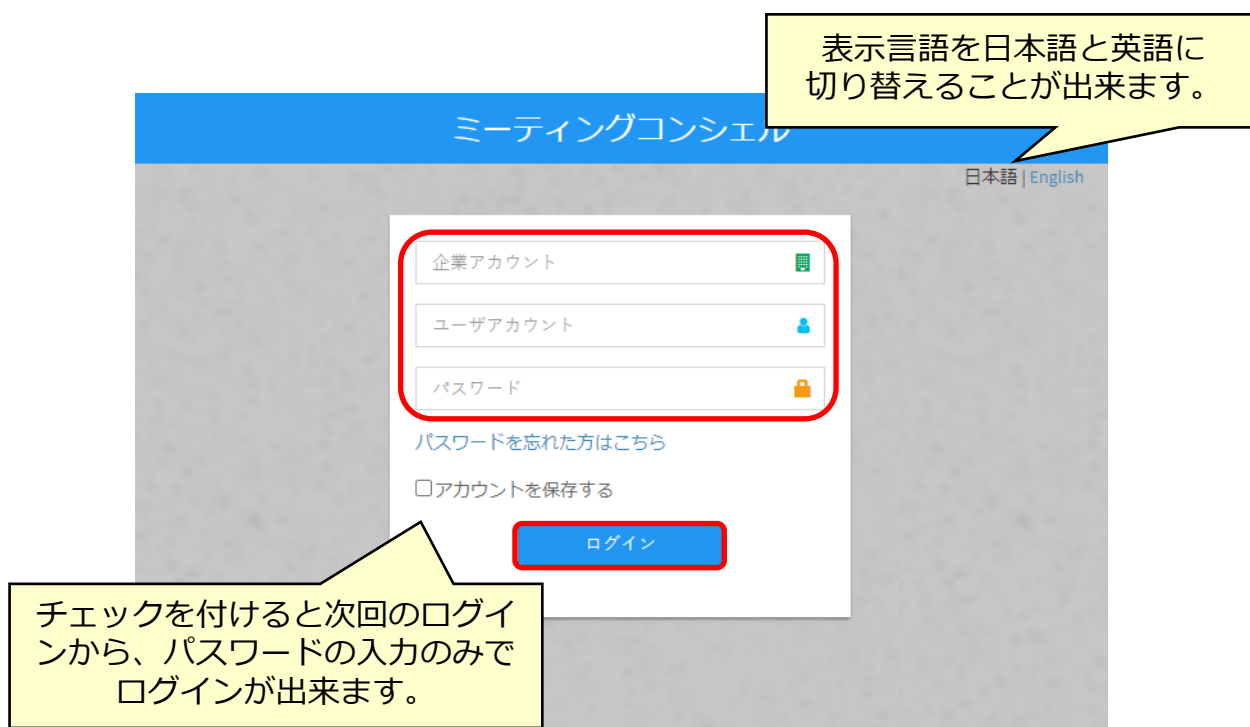 表示言語を日本語と英語に
切り替えることが出来ます。
ミーティングコンシェル
日本語 | English
企業アカウント
ユーザアカウント
パスワード
パスワードを忘れた方はこちら
アカウントを保存する
ログイン
チェックを付けると次回のログイ
ンから、パスワードの入力のみで
ログインが出来ます。